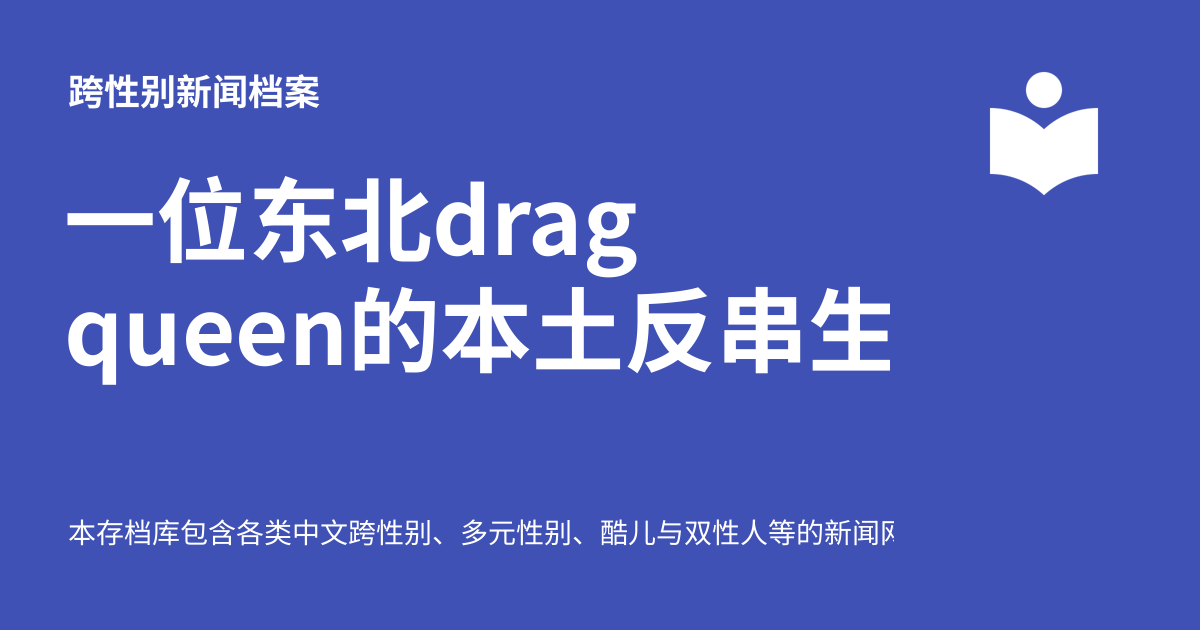 跨性别新闻档案
一位东北drag
queen的本土反串生
本存档库包含各类中文跨性别、多元性别、酷儿与双性人等的新闻网